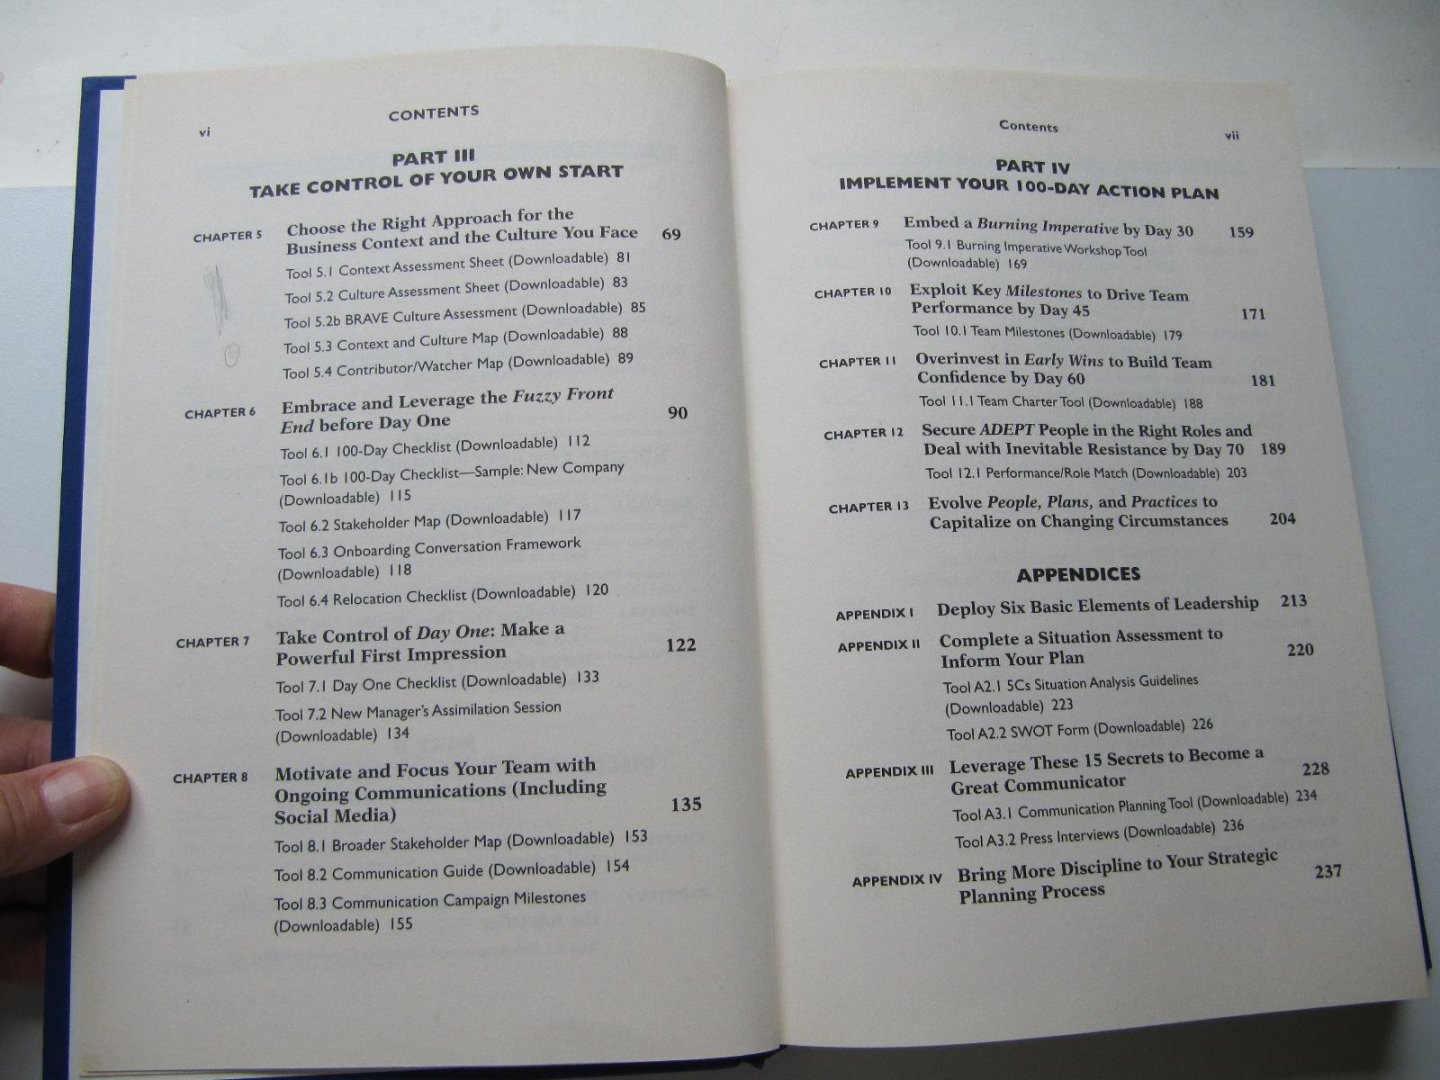 vi
CONTENTS
PART III
TAKE CONTROL OF YOUR OWN START
CHAPTER 5 Choose the Right Approach for the
Business Context and the Culture You Face 69
Tool 5.1 Context Assessment Sheet (Downloadable) 81
Tool 5.2 Culture Assessment Sheet (Downloadable) 83
Tool 5.2b BRAVE Culture Assessment (Downloadable) 85
Tool 5.3 Context and Culture Map (Downloadable) 88
Tool 5.4 Contributor/Watcher Map (Downloadable) 89
CHAPTER 6 Embrace and Leverage the Fuzzy Front
End before Day One 90
Tool 6.1 100-Day Checklist (Downloadable) 112
Tool 6.1b 100-Day Checklist—Sample: New Company
(Downloadable) 115
Tool 6.2 Stakeholder Map (Downloadable) 117
Tool 6.3 Onboarding Conversation Framework
(Downloadable) 118
Tool 6.4 Relocation Checklist (Downloadable) 120
CHAPTER 7 Take Control of Day One: Make a
Powerful First Impression 122
Tool 7.1 Day One Checklist (Downloadable) 133
Tool 7.2 New Manager's Assimilation Session
(Downloadable) 134
CHAPTER 8 Motivate and Focus Your Team with
Ongoing Communications (Including
Social Media) 135
Tool 8.1 Broader Stakeholder Map (Downloadable) 153
Tool 8.2 Communication Guide (Downloadable) 154
Tool 8.3 Communication Campaign Milestones
(Downloadable) 155
Contents
vii
PART IV
IMPLEMENT YOUR 100-DAY ACTION PLAN
CHAPTER 9 Embed a Burning Imperative by Day 30 159
Tool 9.1 Burning Imperative Workshop Tool
(Downloadable) 169
CHAPTER 10 Exploit Key Milestones to Drive Team
Performance by Day 45 171
Tool 10.1 Team Milestones (Downloadable) 179
CHAPTER 11 Overinvest in Early Wins to Build Team
Confidence by Day 60 181
Tool 11.1 Team Charter Tool (Downloadable) 188
CHAPTER 12 Secure ADEPT People in the Right Roles and
Deal with Inevitable Resistance by Day 70 189
Tool 12.1 Performance/Role Match (Downloadable) 203
CHAPTER 13 Evolve People, Plans, and Practices to
Capitalize on Changing Circumstances 204
APPENDICES
APPENDIX I Deploy Six Basic Elements of Leadership 213
APPENDIX II Complete a Situation Assessment to
Inform Your Plan 220
Tool A2.1 5Cs Situation Analysis Guidelines
(Downloadable) 223
Tool A2.2 SWOT Form (Downloadable) 226
APPENDIX III Leverage These 15 Secrets to Become a
Great Communicator 228
Tool A3.1 Communication Planning Tool (Downloadable) 234
Tool A3.2 Press Interviews (Downloadable) 236
APPENDIX IV Bring More Discipline to Your Strategic
Planning Process 237